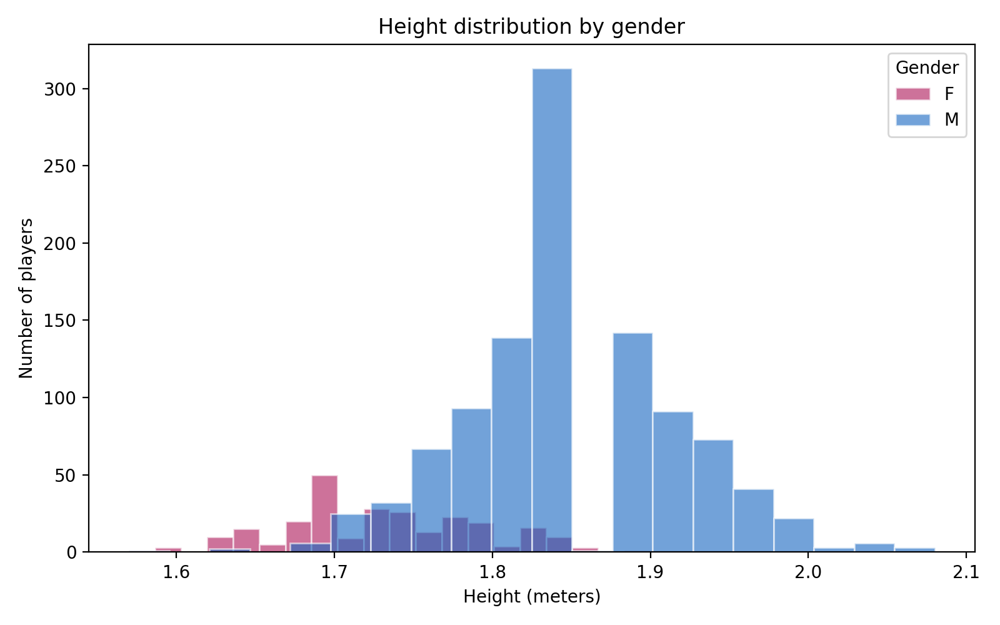 Height distribution by gender
Gender
F
M
Number of players
300
250
200
150
100
50
0
1.6 1.7 1.8 1.9 2.0 2.1
Height (meters)